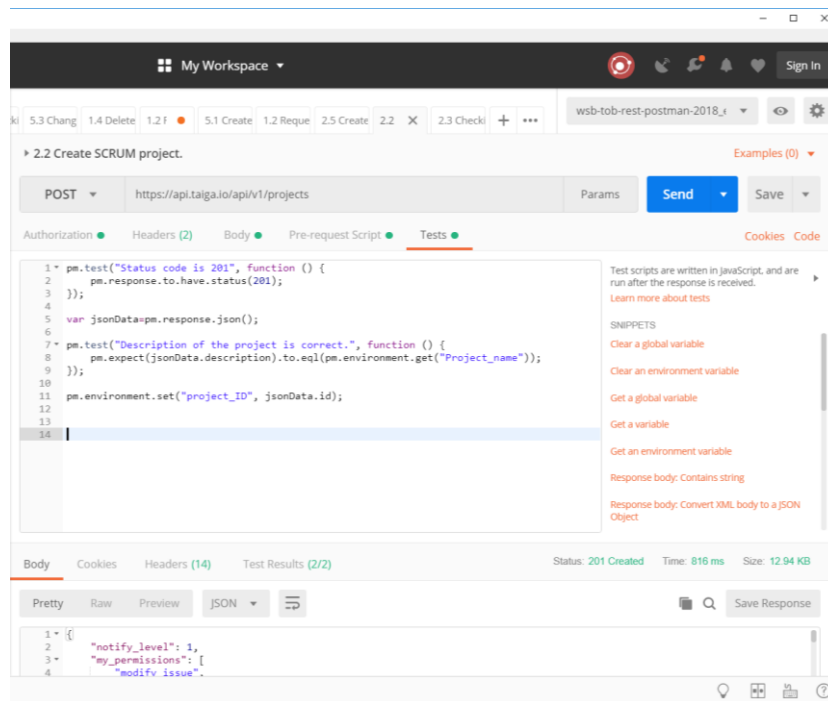 My Workspace
Sign In
5.3 Chang 1.4 Delete 1.2 F 5.1 Create 1.2 Reque 2.5 Create 2.2 X 2.3 Checki + •••
wsb-tob-rest-postman-2018_
2.2 Create SCRUM project.
Examples (0)
POST https://api.taiga.io/api/v1/projects Params Send Save
Authorization Headers (2) Body Pre-request Script Tests Cookies Code
1 pm.test("Status code is 201", function () {
2 pm.response.to.have.status(201);
3 });
4
5 var jsonData=pm.response.json();
6
7 pm.test("Description of the project is correct.", function () {
8 pm.expect(jsonData.description).to.eql(pm.environment.get("Project_name"));
9 });
10
11 pm.environment.set("project_ID", jsonData.id);
12
13
14
Test scripts are written in JavaScript, and are
run after the response is received.
Learn more about tests
SNIPPETS
Clear a global variable
Clear an environment variable
Get a global variable
Get a variable
Get an environment variable
Response body: Contains string
Response body: Convert XML body to a JSON
Object
Body Cookies Headers (14) Test Results (2/2) Status: 201 Created Time: 816 ms Size: 12.94 KB
Pretty Raw Preview JSON Save Response
1 {
2 "notify_level": 1,
3 "my_permissions": [
4 "modify_issue",